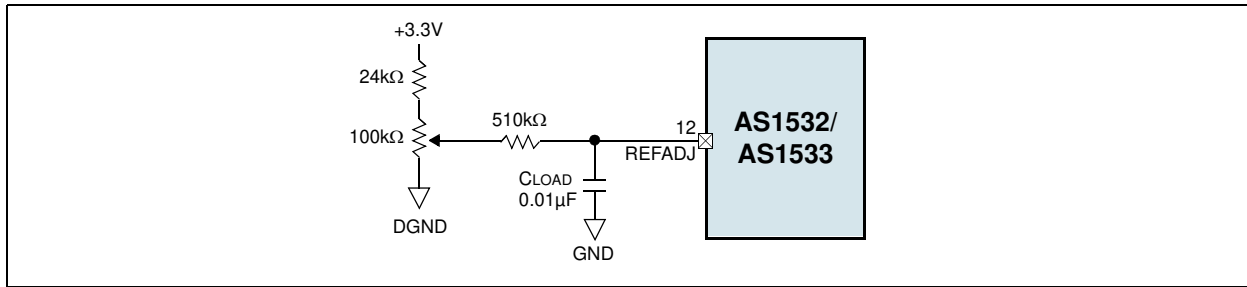 +3.3V
24kΩ
100kΩ
510kΩ
12
REFADJ
AS1532/
AS1533
CLOAD
0.01µF
DGND
GND